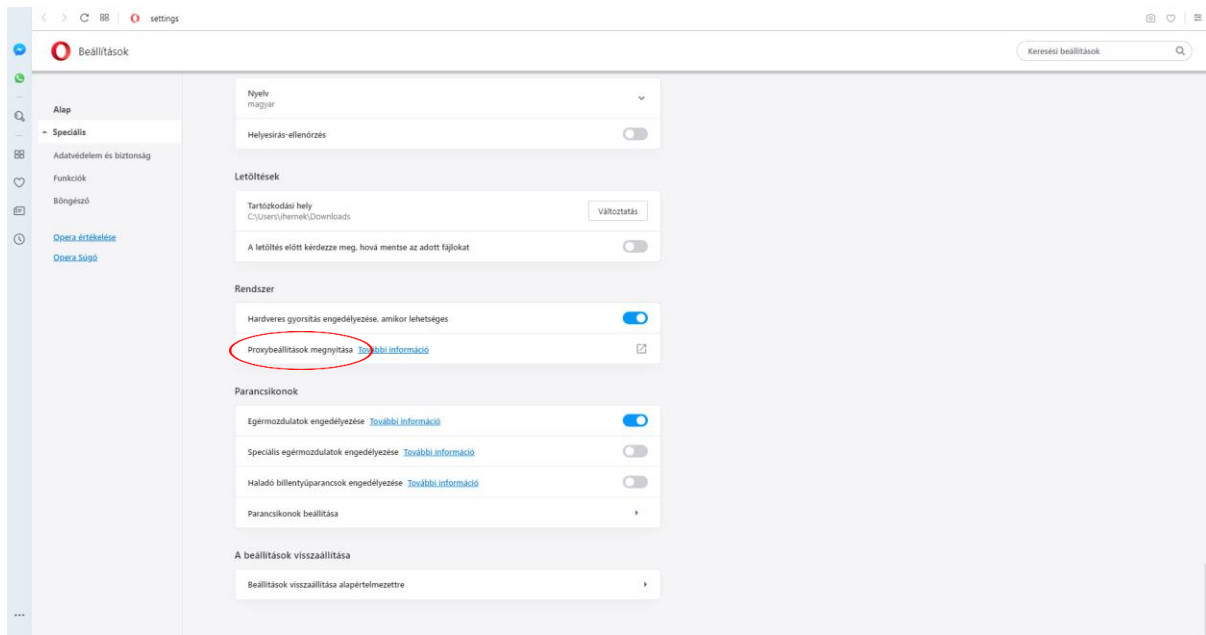 settings
Beállítások
Keresési beállítások
Alap
Speciális
Adatvédelem és biztonság
Funkciók
Böngésző
Opera értékelése
Opera Súgó
Nyelv
magyar
Helyesírás-ellenőrzés
Letöltések
Tartózkodási hely
C:\Users\ihernek\Downloads
Változtatás
A letöltés előtt kérdezze meg, hová mentse az adott fájlokat
Rendszer
Hardveres gyorsítás engedélyezése, amikor lehetséges
Proxybeállítások megnyitása További információ
Parancsikonok
Egérmozdulatok engedélyezése További információ
Speciális egérmozdulatok engedélyezése További információ
Haladó billentyűparancsok engedélyezése További információ
Parancsikonok beállítása
A beállítások visszaállítása
Beállítások visszaállítása alapértelmezettre